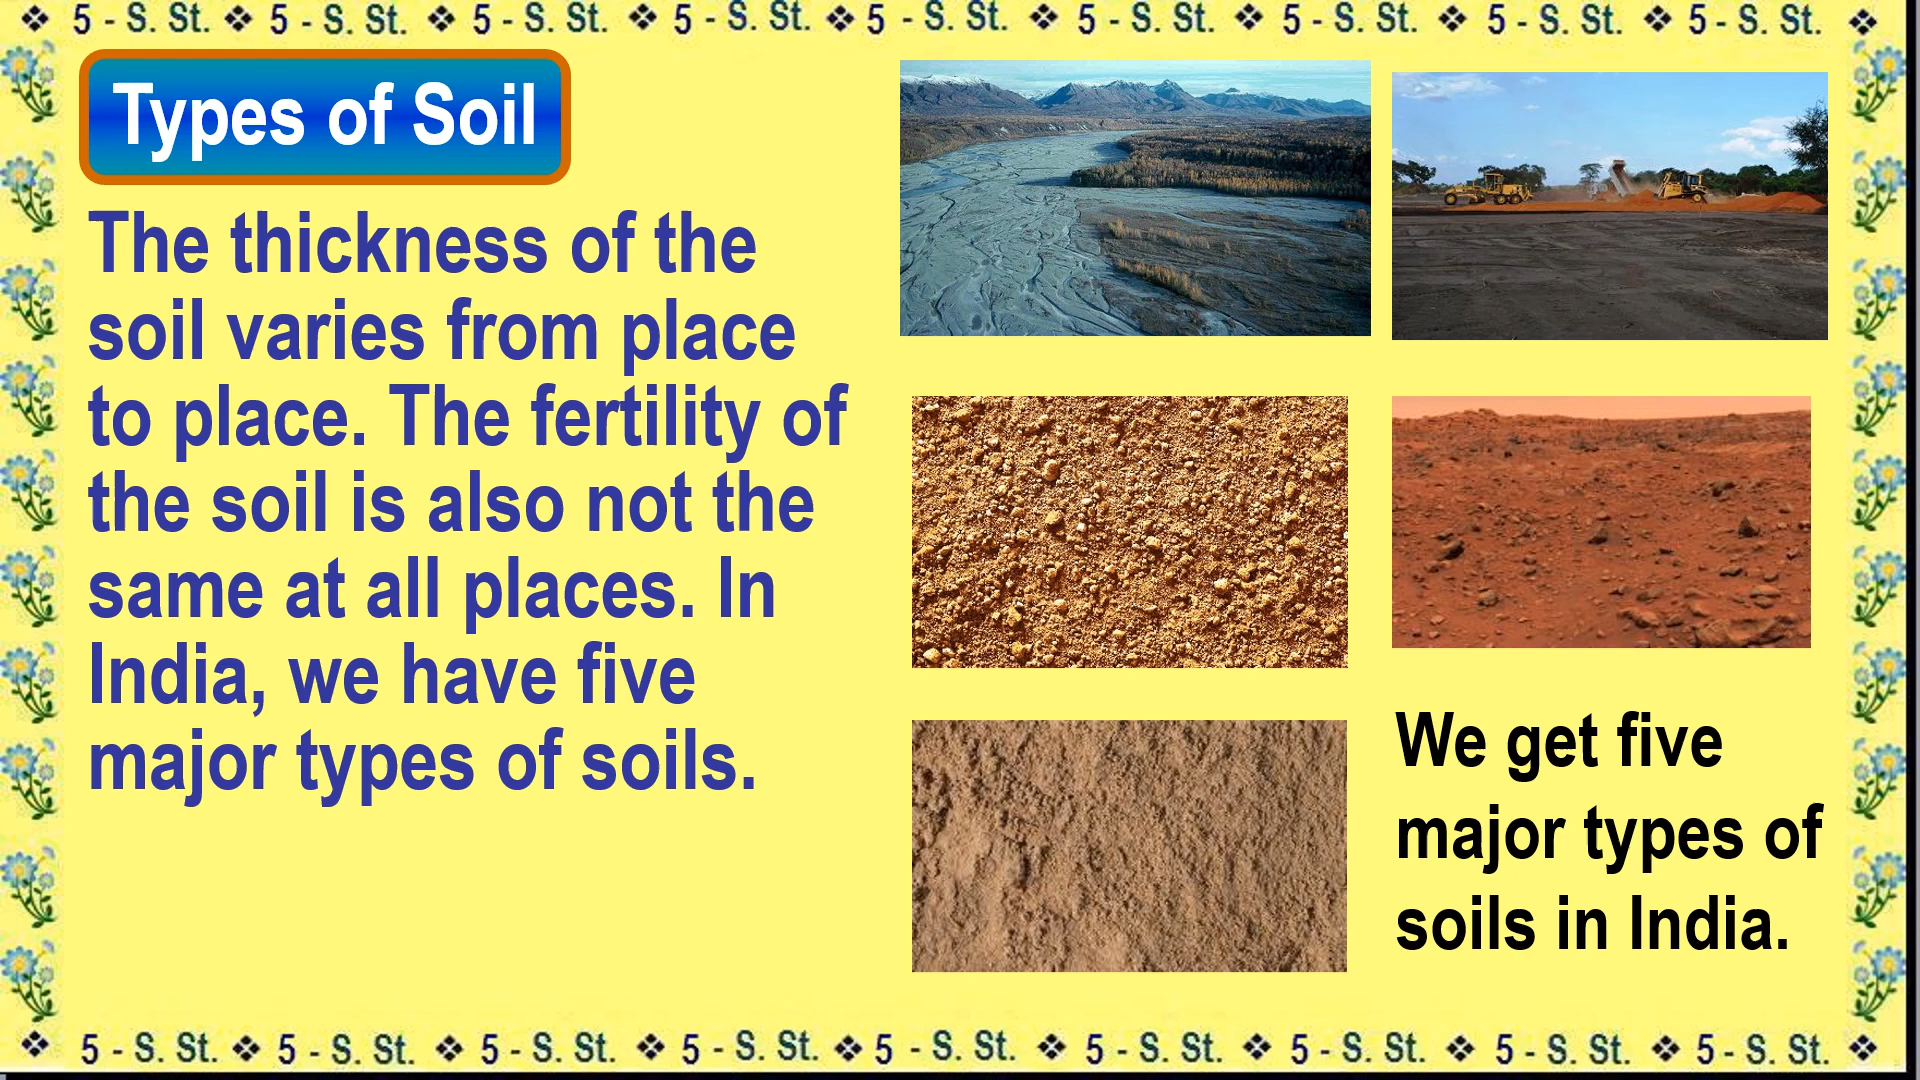 5 - S. St. ❖ 5 - S. St. ❖ 5 - S. St. ❖ 5 - S. St. ❖ 5 - S. St. ❖ 5 - S. St. ❖ 5 - S. St. ❖ 5 - S. St. ❖ 5 - S. St.
Types of Soil
The thickness of the
soil varies from place
to place. The fertility of
the soil is also not the
same at all places. In
India, we have five
major types of soils.
We get five
major types of
soils in India.
5 - S. St. ❖ 5 - S. St. ❖ 5 - S. St. ❖ 5 - S. St. ❖ 5 - S. St. ❖ 5 - S. St. ❖ 5 - S. St. ❖ 5 - S. St. ❖ 5 - S. St.